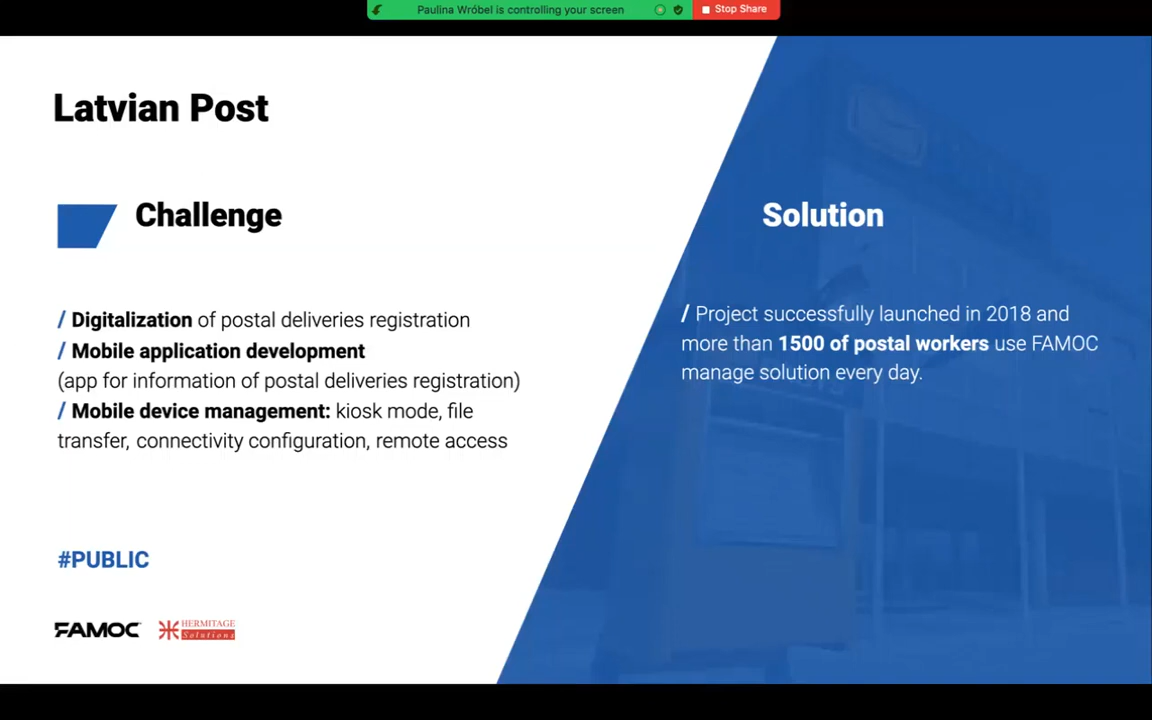 Paulina Wróbel is controlling your screen
Stop Share
Latvian Post
Challenge
/ Digitalization of postal deliveries registration
/ Mobile application development
(app for information of postal deliveries registration)
/ Mobile device management: kiosk mode, file
transfer, connectivity configuration, remote access
#PUBLIC
FAMOC
HERMITAGE
Solutions
Solution
/ Project successfully launched in 2018 and
more than 1500 of postal workers use FAMOC
manage solution every day.